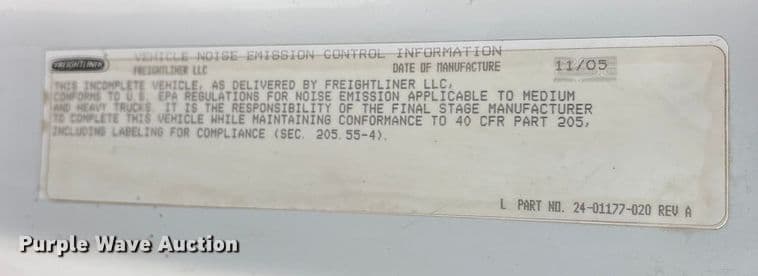 VEHICLE NOISE EMISSION CONTROL INFORMATION
FREIGHTLINER
FREIGHTLINER LLC DATE OF MANUFACTURE 11/05
THIS INCOMPLETE VEHICLE, AS DELIVERED BY FREIGHTLINER LLC,
CONFORMS TO U.S. EPA REGULATIONS FOR NOISE EMISSION APPLICABLE TO MEDIUM
AND HEAVY TRUCKS. IT IS THE RESPONSIBILITY OF THE FINAL STAGE MANUFACTURER
TO COMPLETE THIS VEHICLE WHILE MAINTAINING CONFORMANCE TO 40 CFR PART 205,
INCLUDING LABELING FOR COMPLIANCE (SEC. 205.55-4).
L PART NO. 24-01177-020 REV A
Purple Wave Auction